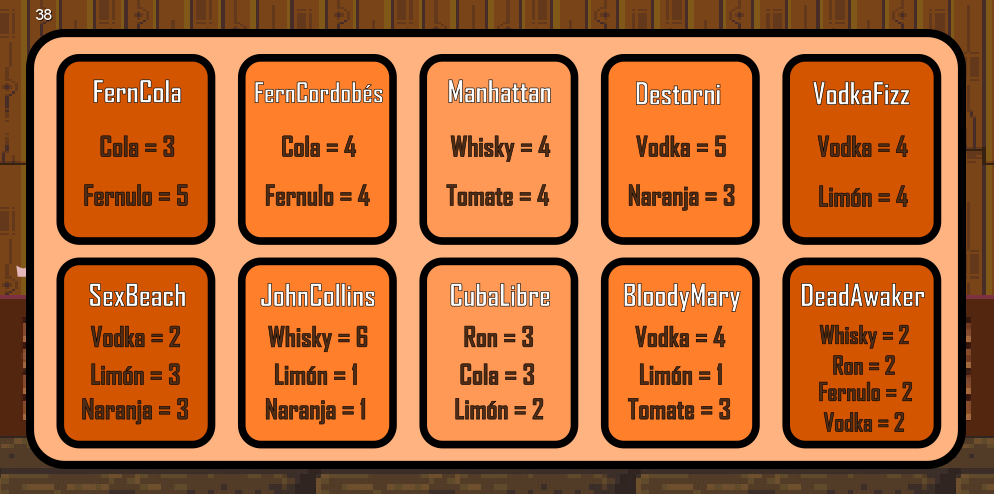 38
FernCola
Cola = 3
Fernulo = 5
FernCordobés
Cola = 4
Fernulo = 4
Manhattan
Whisky = 4
Tomate = 4
Destorni
Vodka = 5
Naranja = 3
VodkaFizz
Vodka = 4
Limón = 4
SexBeach
Vodka = 2
Limón = 3
Naranja = 3
JohnCollins
Whisky = 6
Limón = 1
Naranja = 1
CubaLibre
Ron = 3
Cola = 3
Limón = 2
BloodyMary
Vodka = 4
Limón = 1
Tomate = 3
DeadAwaker
Whisky = 2
Ron = 2
Fernulo = 2
Vodka = 2